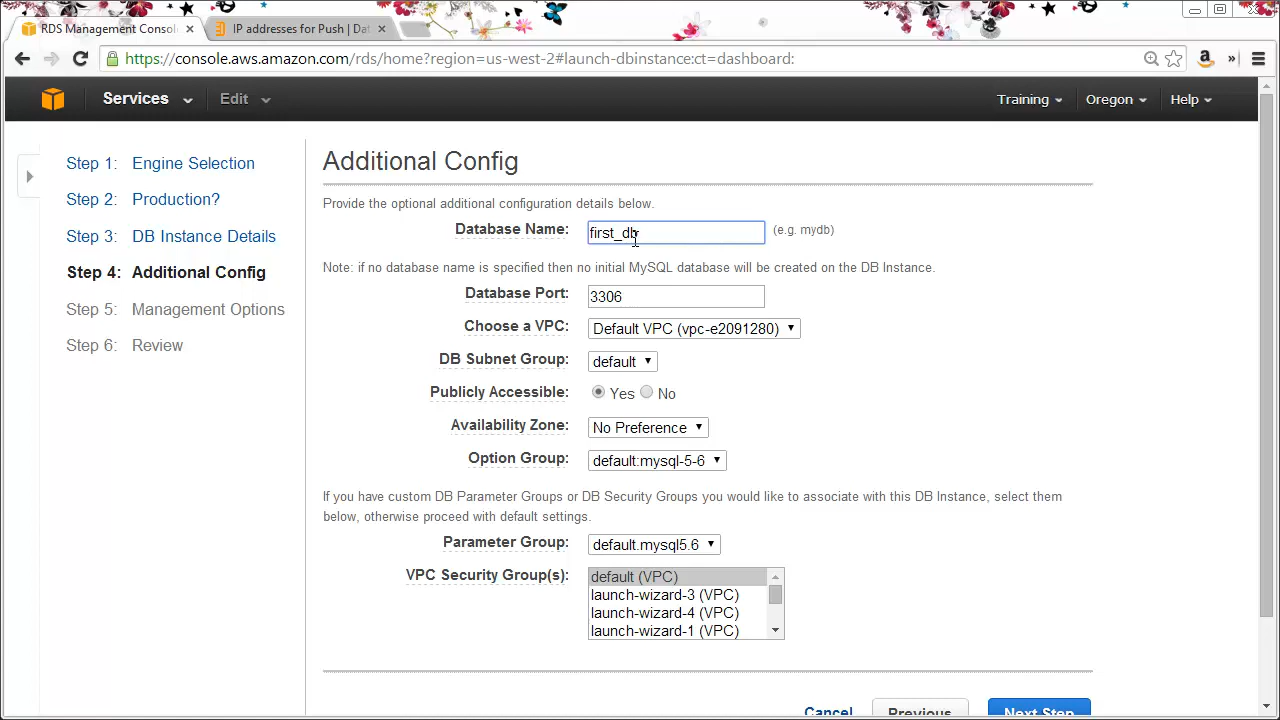 RDS Management Consol
IP addresses for Push | Dat
https://console.aws.amazon.com/rds/home?region=us-west-2#launch-dbinstance:ct=dashboard:
Services Edit Training Oregon Help
Step 1: Engine Selection
Step 2: Production?
Step 3: DB Instance Details
Step 4: Additional Config
Step 5: Management Options
Step 6: Review
Additional Config
Provide the optional additional configuration details below.
Database Name: first_db (e.g. mydb)
Note: if no database name is specified then no initial MySQL database will be created on the DB Instance.
Database Port: 3306
Choose a VPC: Default VPC (vpc-e2091280)
DB Subnet Group: default
Publicly Accessible: Yes No
Availability Zone: No Preference
Option Group: default:mysql-5-6
If you have custom DB Parameter Groups or DB Security Groups you would like to associate with this DB Instance, select them
below, otherwise proceed with default settings.
Parameter Group: default.mysql5.6
VPC Security Group(s): default (VPC)
launch-wizard-3 (VPC)
launch-wizard-4 (VPC)
launch-wizard-1 (VPC)
Cancel Previous Next Step